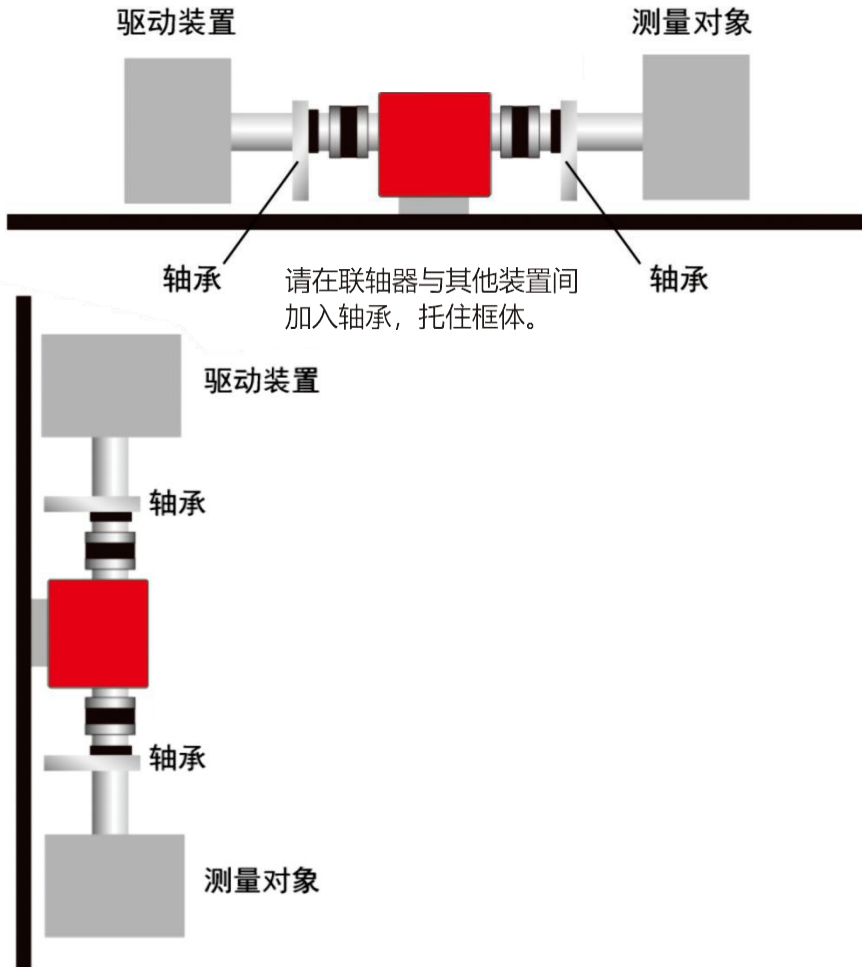 驱动装置
测量对象
轴承
请在联轴器与其他装置间
加入轴承，托住框体。
轴承
驱动装置
轴承
轴承
测量对象